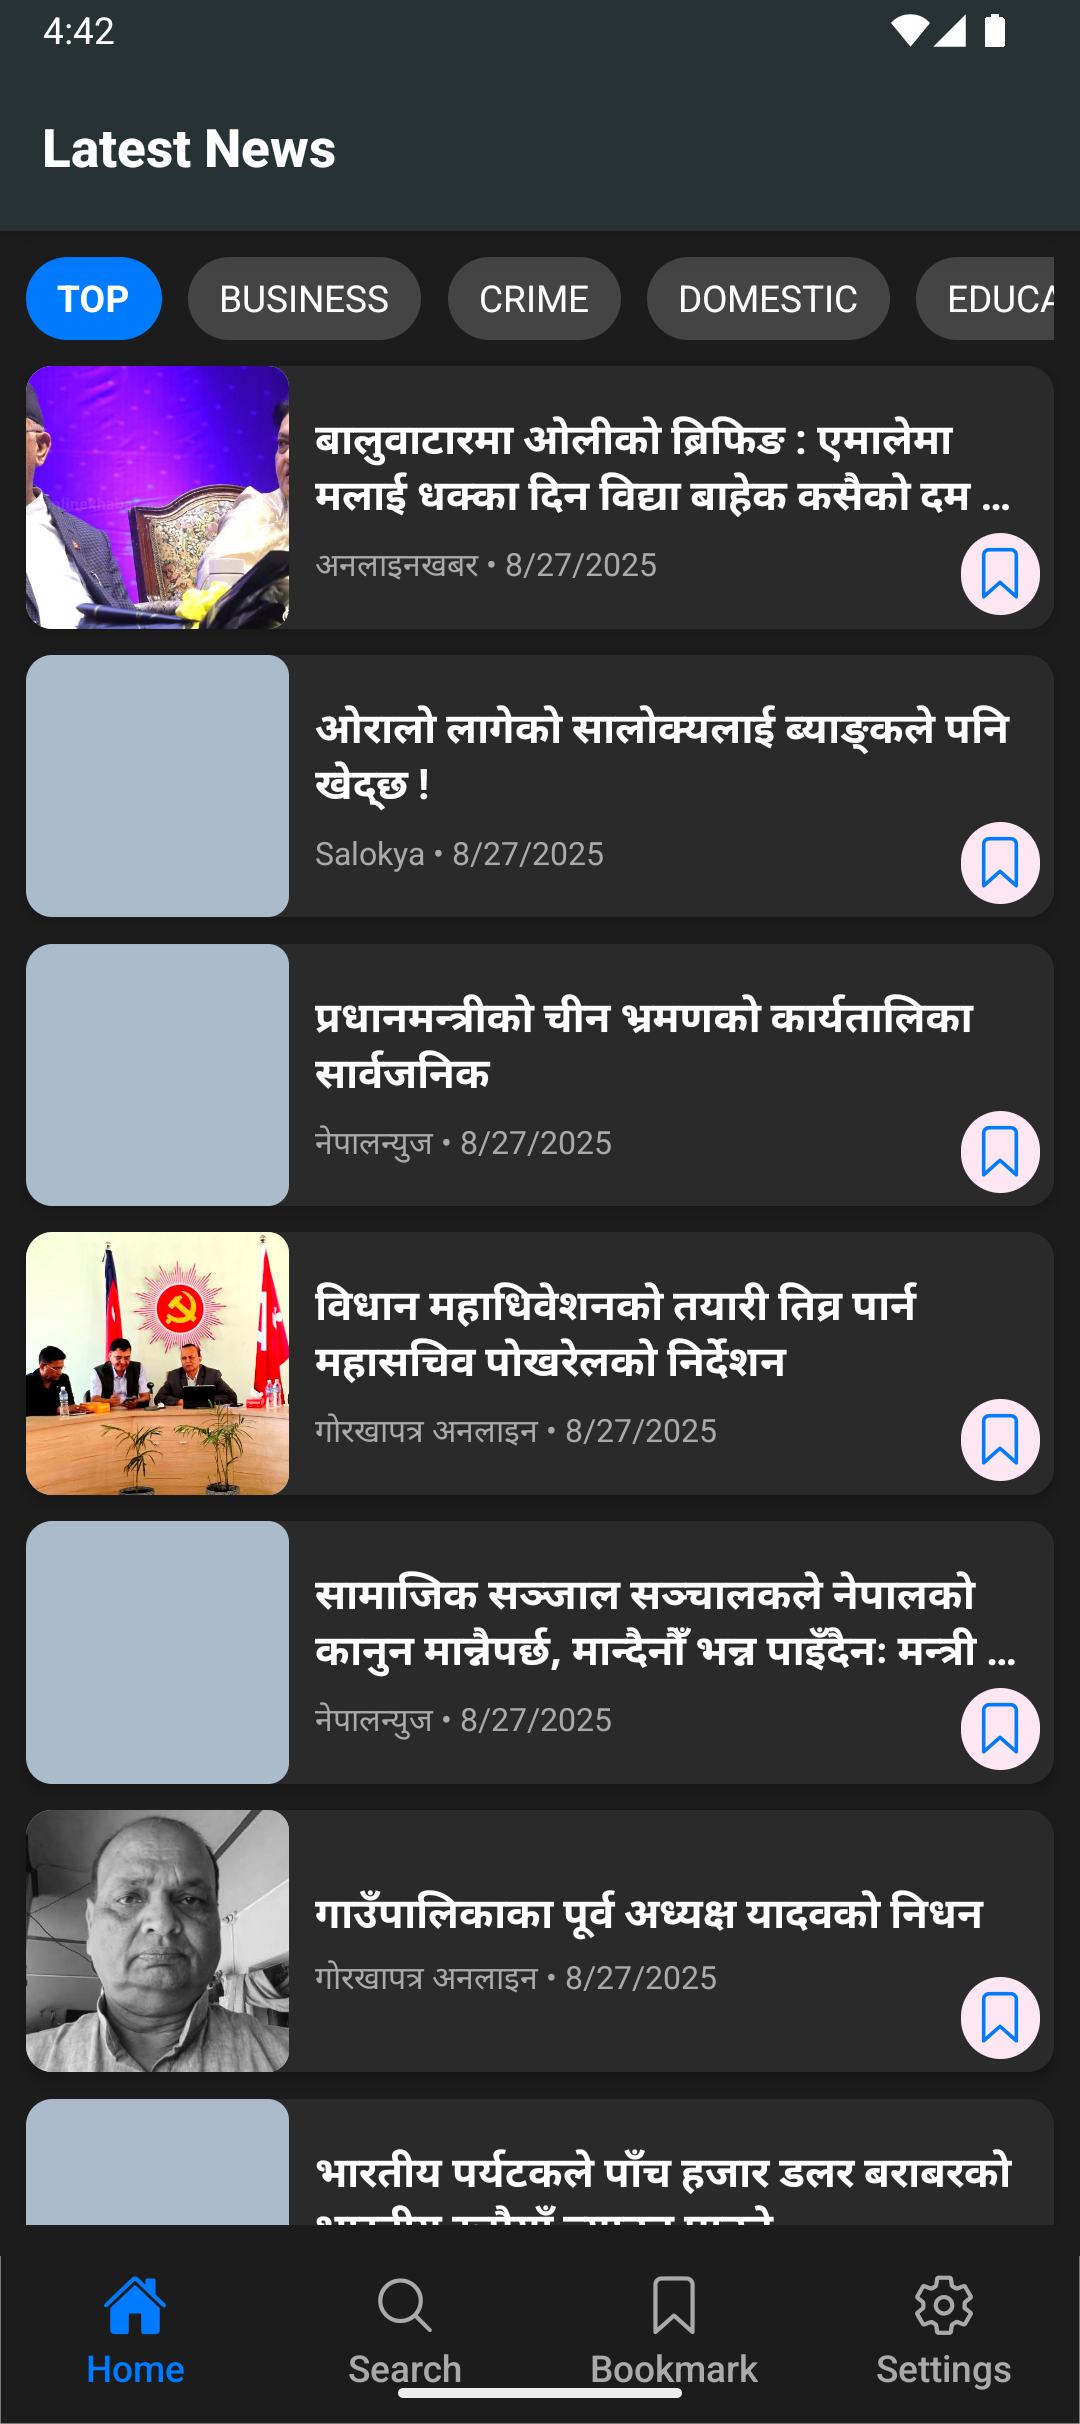 4:42
Latest News
TOP
BUSINESS
CRIME
DOMESTIC
EDUCA
बालुवाटारमा ओलीको ब्रिफिङ : एमालेमा
मलाई धक्का दिन विद्या बाहेक कसैको दम ...
अनलाइनखबर • 8/27/2025
ओरालो लागेको सालोक्यलाई ब्याङ्कले पनि
खेद्छ !
Salokya • 8/27/2025
प्रधानमन्त्रीको चीन भ्रमणको कार्यतालिका
सार्वजनिक
नेपालन्युज • 8/27/2025
विधान महाधिवेशनको तयारी तिव्र पार्न
महासचिव पोखरेलको निर्देशन
गोरखापत्र अनलाइन • 8/27/2025
सामाजिक सञ्जाल सञ्चालकले नेपालको
कानुन मान्नैपर्छ, मान्दैनौँ भन्न पाइँदैनः मन्त्री ...
नेपालन्युज • 8/27/2025
गाउँपालिकाका पूर्व अध्यक्ष यादवको निधन
गोरखापत्र अनलाइन • 8/27/2025
भारतीय पर्यटकले पाँच हजार डलर बराबरको
Home
Search
Bookmark
Settings